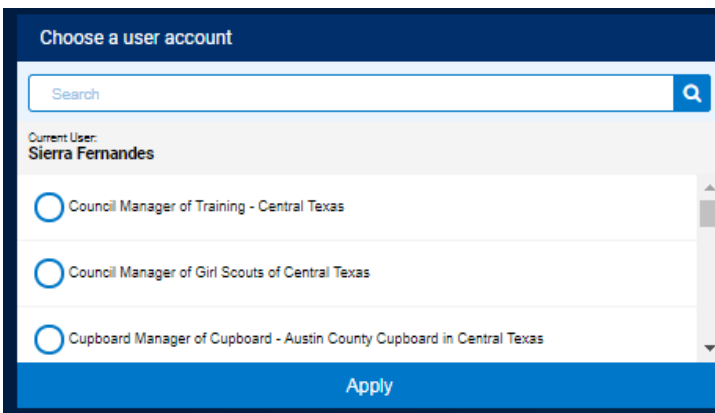 Choose a user account
Search
Current User:
Sierra Fernandes
Council Manager of Training - Central Texas
Council Manager of Girl Scouts of Central Texas
Cupboard Manager of Cupboard - Austin County Cupboard in Central Texas
Apply